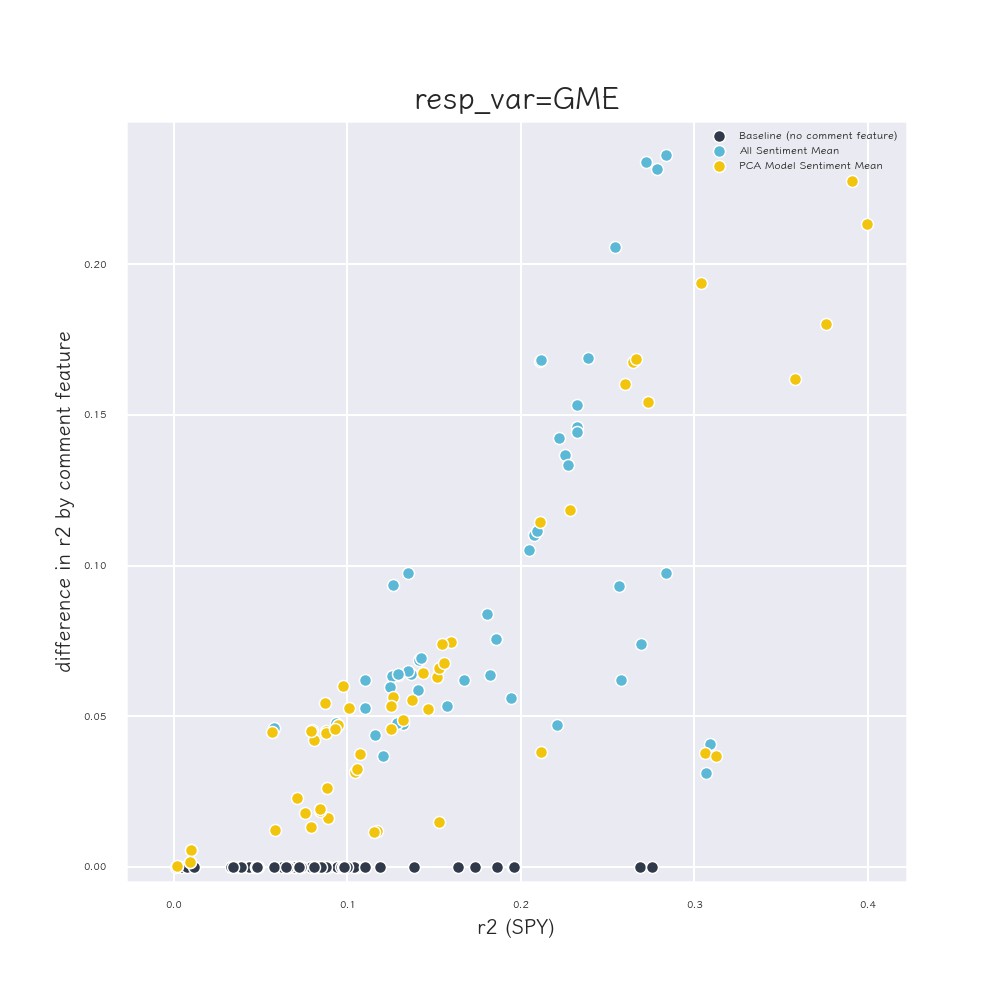 resp_var=GME
Baseline (no comment feature)
All Sentiment Mean
PCA Model Sentiment Mean
difference in r2 by comment feature
0.20
0.15
0.10
0.05
0.00
0.0 0.1 0.2 0.3 0.4
r2 (SPY)